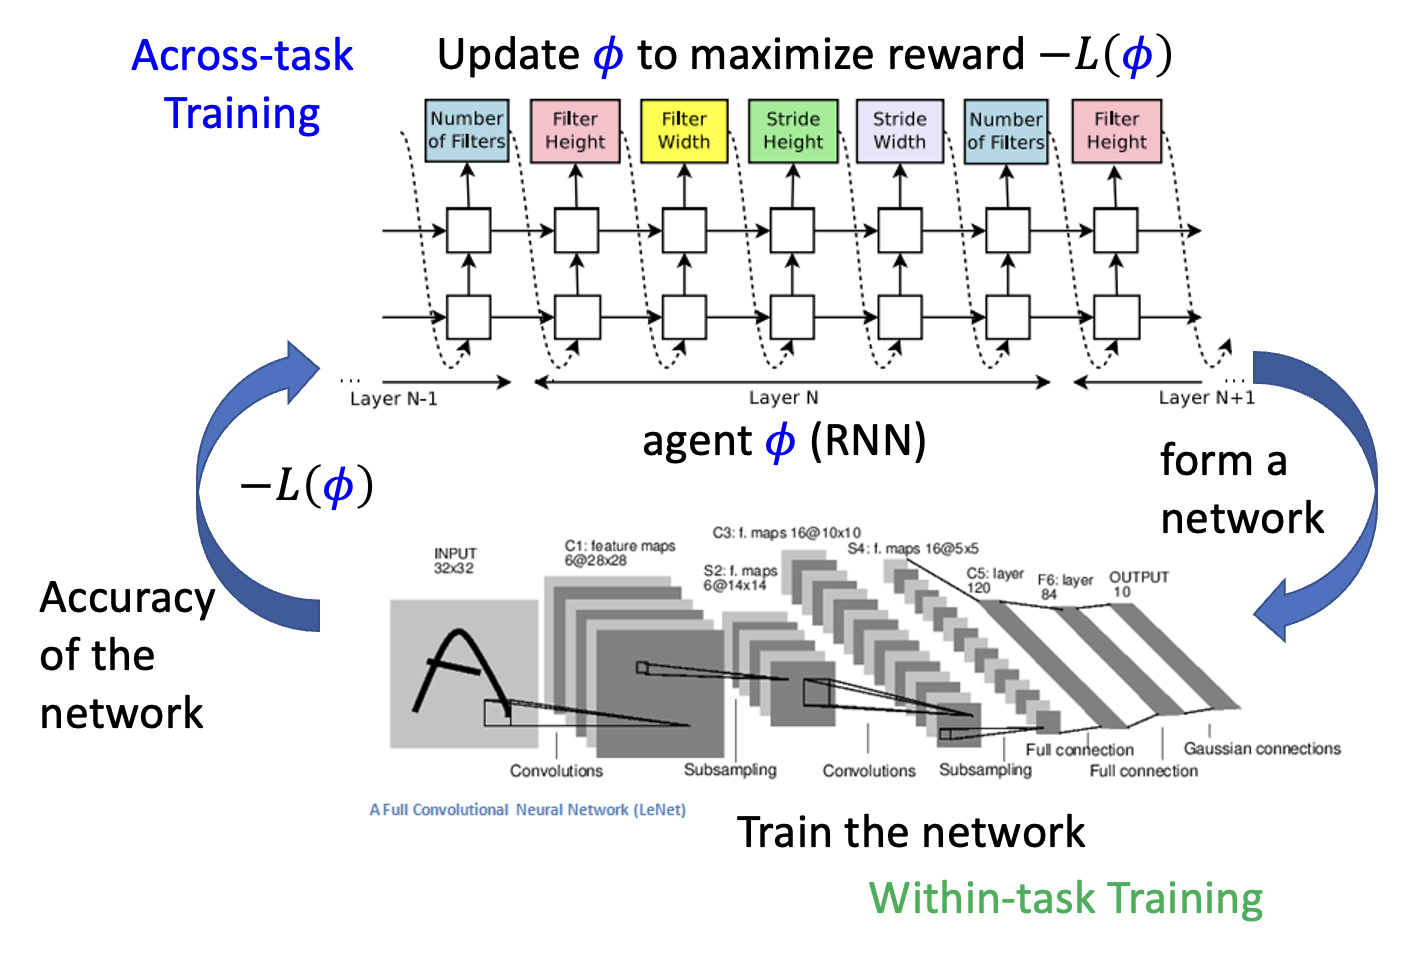 Across-task
Training
Update ϕ to maximize reward −L(ϕ)
Number
of Filters
Filter
Height
Filter
Width
Stride
Height
Stride
Width
Number
of Filters
Filter
Height
...
Layer N-1
Layer N
...
Layer N+1
agent ϕ (RNN)
form a
network
−L(ϕ)
Accuracy
of the
network
INPUT
32x32
C1: feature maps
6@28x28
S2: f. maps
6@14x14
C3: f. maps 16@10x10
S4: f. maps 16@5x5
C5: layer
120
F6: layer
84
OUTPUT
10
Convolutions
Subsampling
Convolutions
Subsampling
Full connection
Full connection
Gaussian connections
A Full Convolutional Neural Network (LeNet)
Train the network
Within-task Training